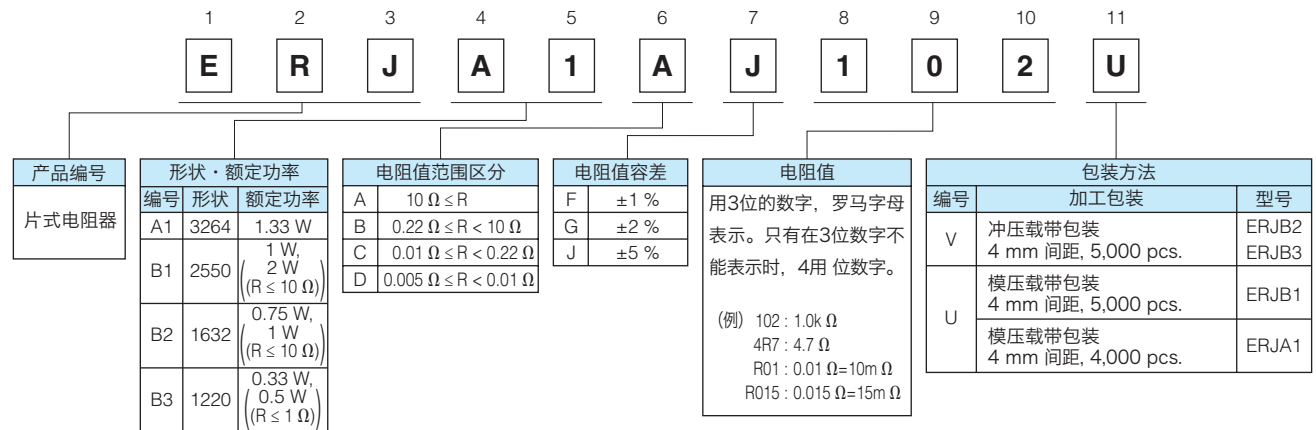 1 2 3 4 5 6 7 8 9 10 11
E R J A 1 A J 1 0 2 U
产品编号
片式电阻器
形状・额定功率
编号 形状 额定功率
A1 3264 1.33 W
B1 2550 1 W,
2 W
(R ≤ 10 Ω)
B2 1632 0.75 W,
1 W
(R ≤ 10 Ω)
B3 1220 0.33 W,
0.5 W
(R ≤ 1 Ω)
电阻值范围区分
A 10 Ω ≤ R
B 0.22 Ω ≤ R < 10 Ω
C 0.01 Ω ≤ R < 0.22 Ω
D 0.005 Ω ≤ R < 0.01 Ω
电阻值容差
F ±1 %
G ±2 %
J ±5 %
电阻值
用3位的数字，罗马字母
表示。只有在3位数字不
能表示时，4用 位数字。
(例) 102 : 1.0k Ω
4R7 : 4.7 Ω
R01 : 0.01 Ω=10m Ω
R015 : 0.015 Ω=15m Ω
包装方法
编号 加工包装 型号
V 冲压载带包装 ERJB2
4 mm 间距, 5,000 pcs. ERJB3
U 模压载带包装
4 mm 间距, 5,000 pcs. ERJB1
模压载带包装
4 mm 间距, 4,000 pcs. ERJA1